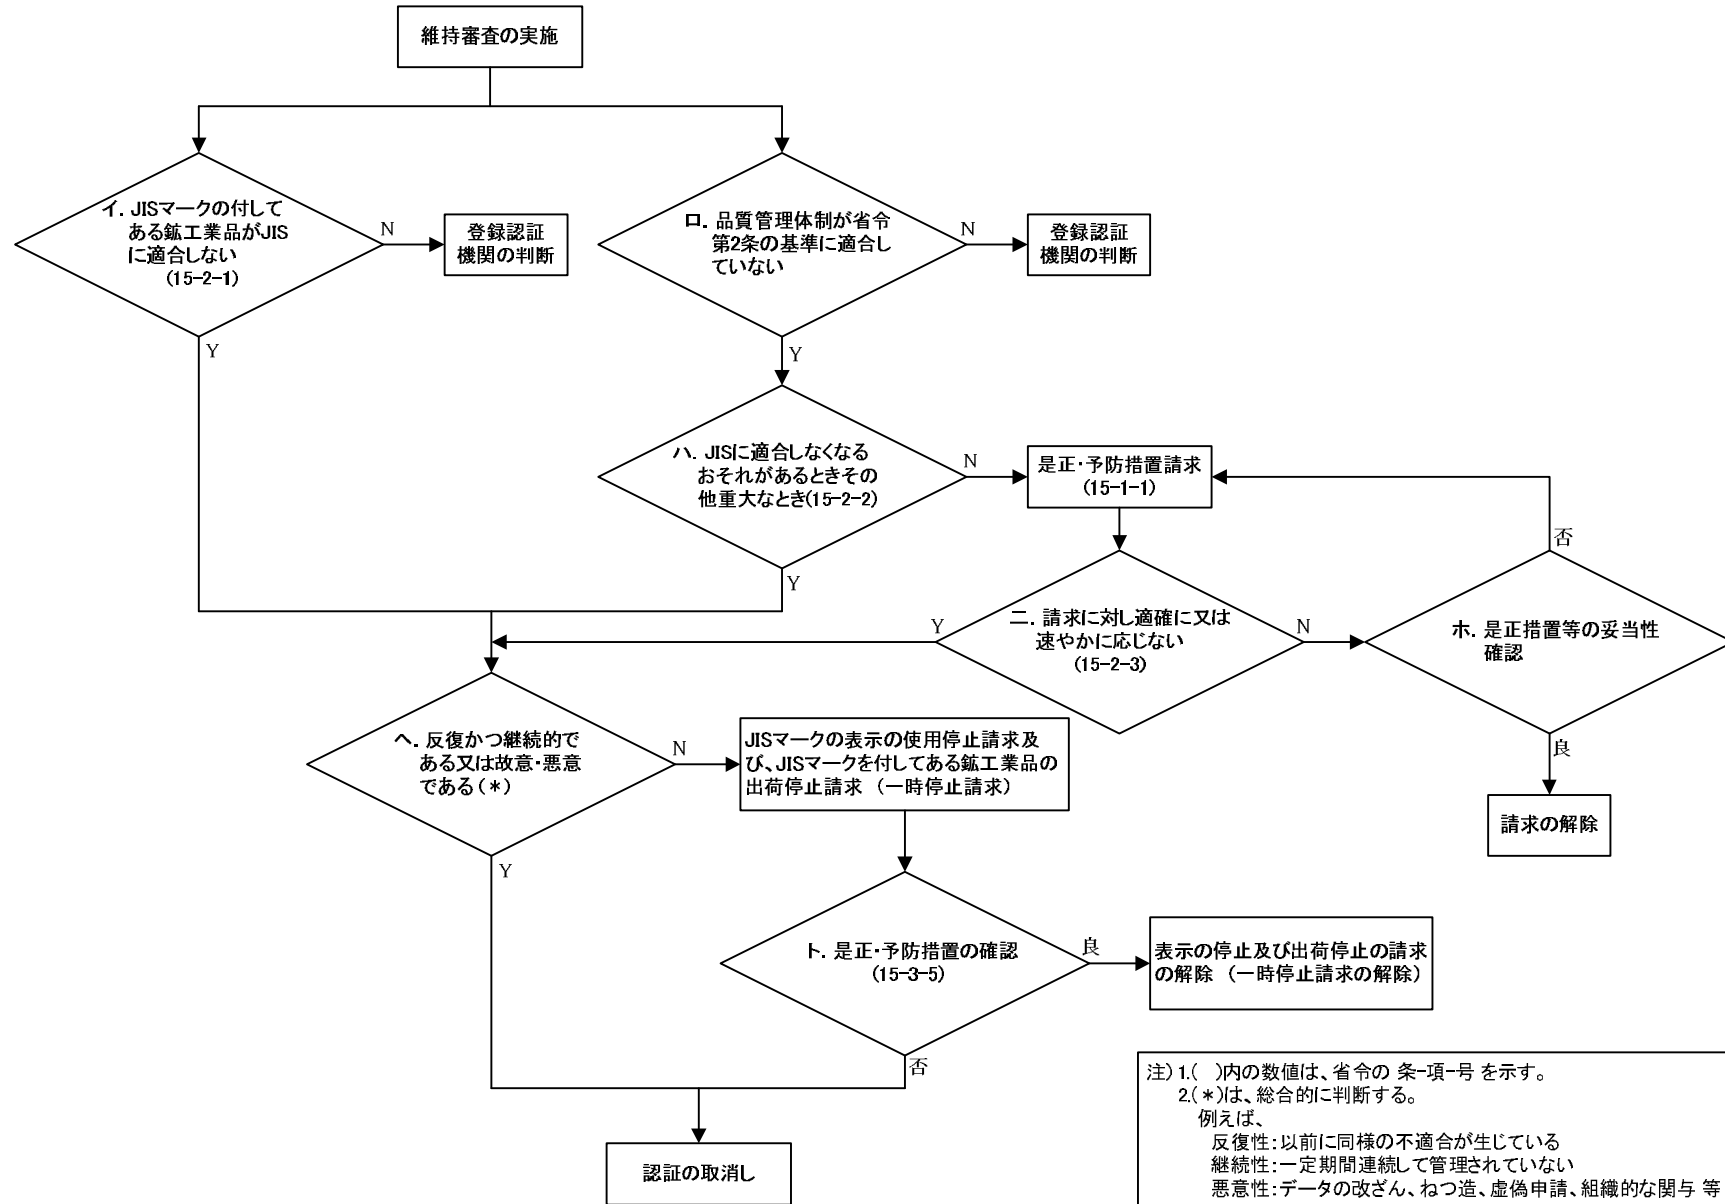 維持審査の実施
イ. JISマークの付して
ある鉱工業品がJIS
に適合しない
(15-2-1)
N
登録認証
機関の判断
Y
ロ. 品質管理体制が省令
第2条の基準に適合し
ていない
N
登録認証
機関の判断
Y
ハ. JISに適合しなくなる
おそれがあるときその
他重大なとき(15-2-2)
N
是正・予防措置請求
(15-1-1)
Y
否
ニ. 請求に対し適確に又は
速やかに応じない
(15-2-3)
Y
N
ホ. 是正措置等の妥当性
確認
良
請求の解除
ヘ. 反復かつ継続的で
ある又は故意・悪意
である(*)
N
JISマークの表示の使用停止請求及
び、JISマークを付してある鉱工業品の
出荷停止請求 (一時停止請求)
Y
ト. 是正・予防措置の確認
(15-3-5)
良
表示の停止及び出荷停止の請求
の解除 (一時停止請求の解除)
否
認証の取消し
注) 1.( )内の数値は、省令の 条-項-号 を示す。
2.(*)は、総合的に判断する。
例えば、
反復性:以前に同様の不適合が生じている
継続性:一定期間連続して管理されていない
悪意性:データの改ざん、ねつ造、虚偽申請、組織的な関与 等